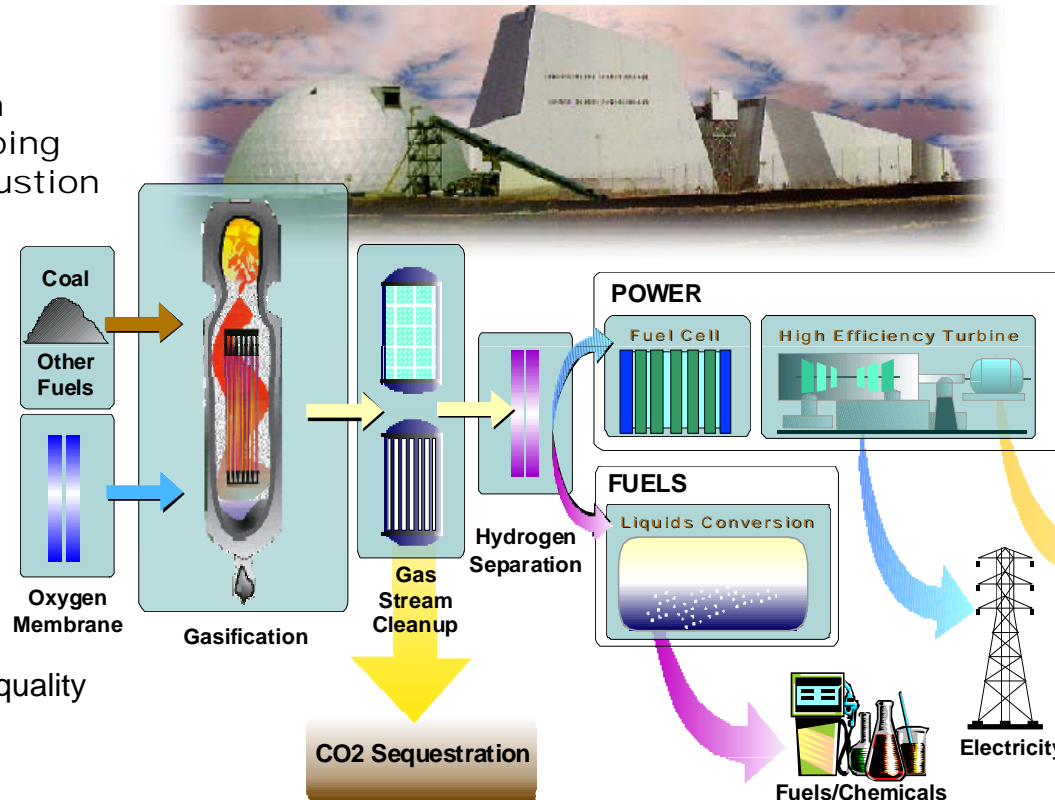 ping
ustion
Coal
Other
Fuels
Oxygen
Membrane
Gasification
Gas
Stream
Cleanup
Hydrogen
Separation
POWER
Fuel Cell
High Efficiency Turbine
FUELS
Liquids Conversion
quality
CO2 Sequestration
Fuels/Chemicals
Electricity